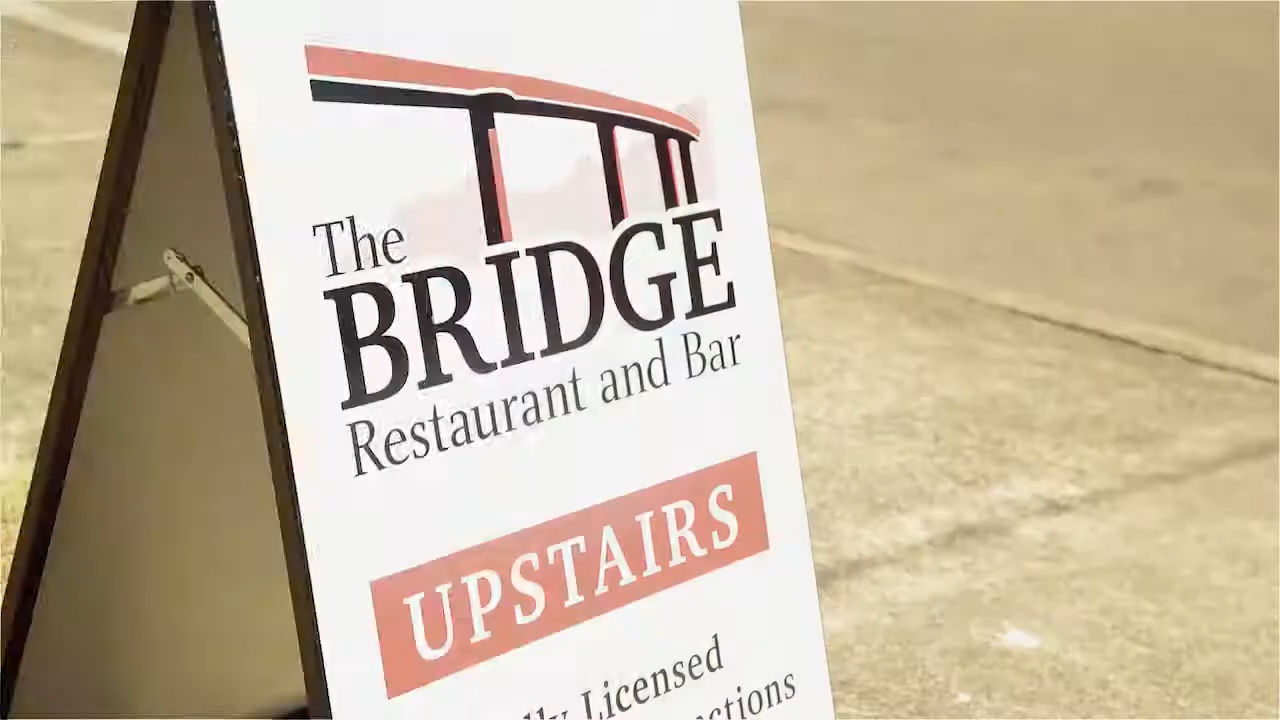 The
BRIDGE
Restaurant and Bar
UPSTAIRS
Licensed